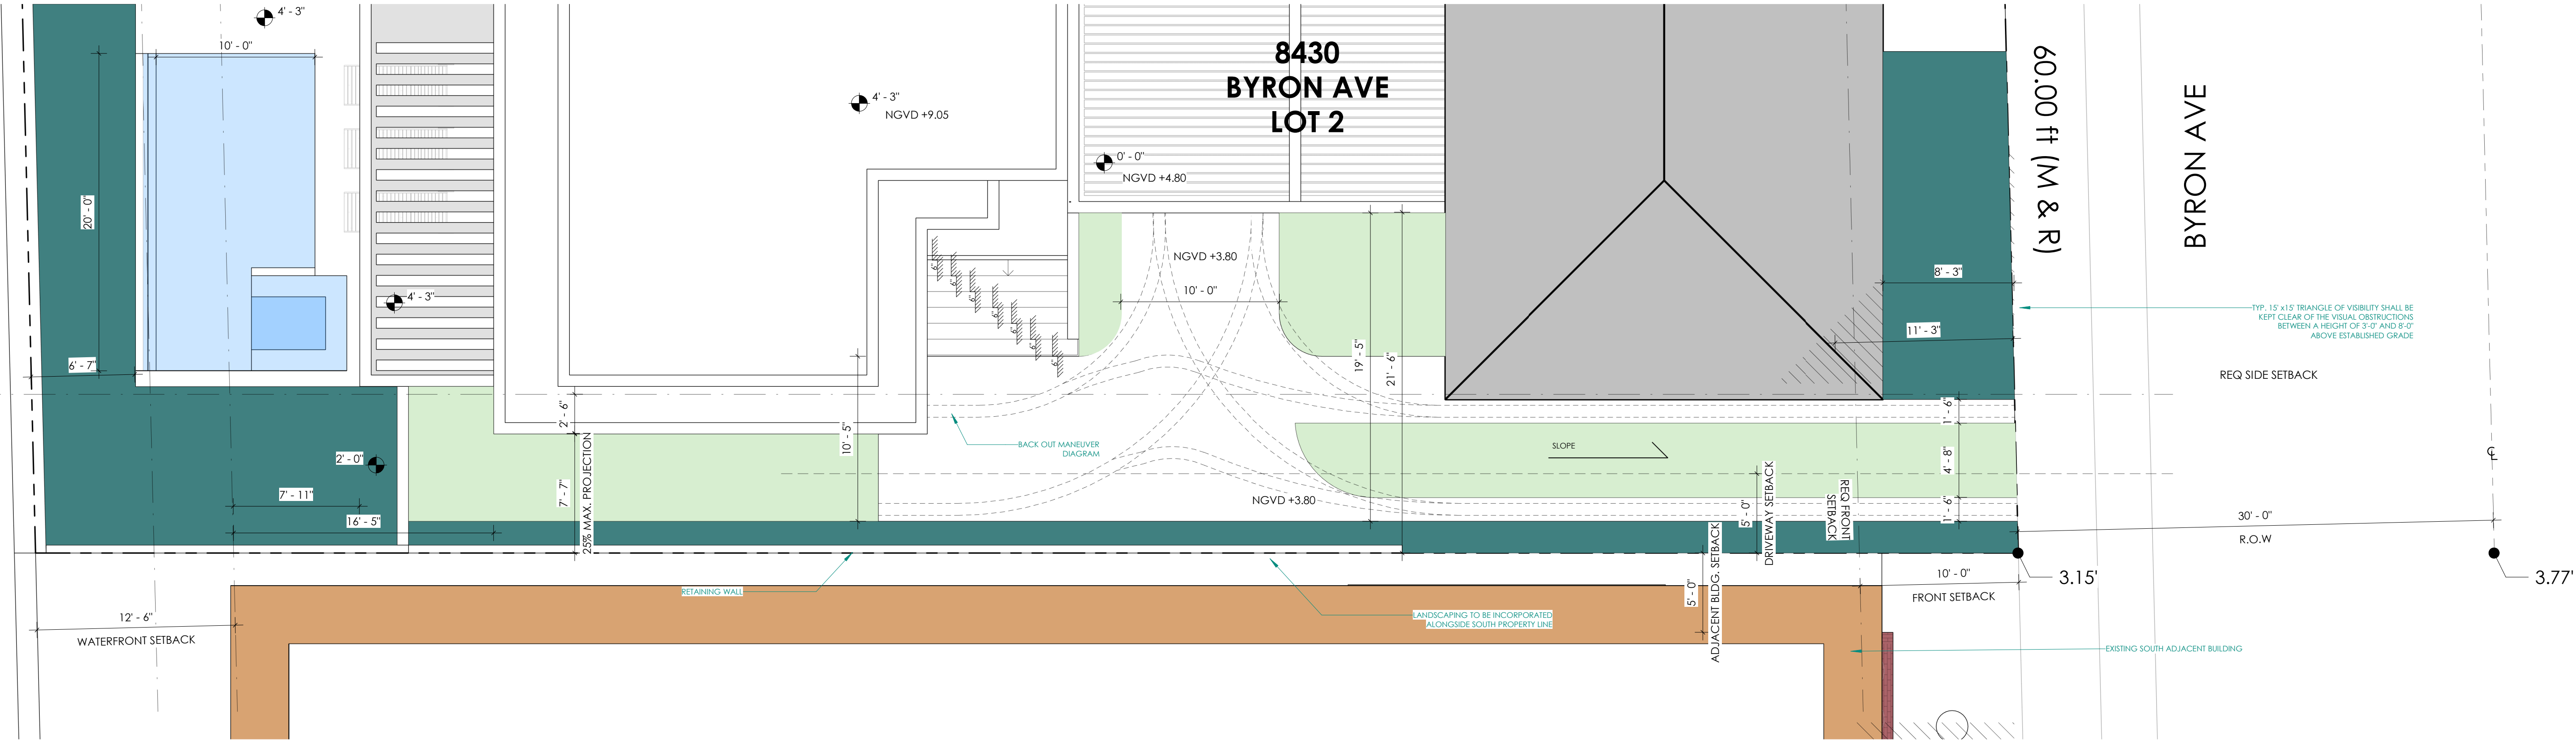 4' - 3"
10' - 0"
20' - 0"
6' - 7"
4' - 3"
2' - 0"
7' - 11"
16' - 5"
12' - 6"
WATERFRONT SETBACK
4' - 3"
NGVD +9.05
2' - 6"
7' - 7"
25% MAX. PROJECTION
10' - 5"
RETAINING WALL
6"
6"
6"
6"
6"
6"
6"
BACK OUT MANEUVER
DIAGRAM
8430
BYRON AVE
LOT 2
0' - 0"
NGVD +4.80
NGVD +3.80
10' - 0"
19' - 5"
21' - 6"
NGVD +3.80
SLOPE
LANDSCAPING TO BE INCORPORATED
ALONGSIDE SOUTH PROPERTY LINE
5' - 0"
ADJACENT BLDG. SETBACK
5' - 0"
DRIVEWAY SETBACK
REQ FRONT
SETBACK
8' - 3"
11' - 3"
1' - 6"
4' - 8"
1' - 6"
10' - 0"
FRONT SETBACK
60.00 ft (M & R)
BYRON AVE
TYP. 15' x15' TRIANGLE OF VISIBILITY SHALL BE
KEPT CLEAR OF THE VISUAL OBSTRUCTIONS
BETWEEN A HEIGHT OF 3'-0" AND 8'-0"
ABOVE ESTABLISHED GRADE
REQ SIDE SETBACK
℄
30' - 0"
R.O.W
3.15'
3.77'
EXISTING SOUTH ADJACENT BUILDING